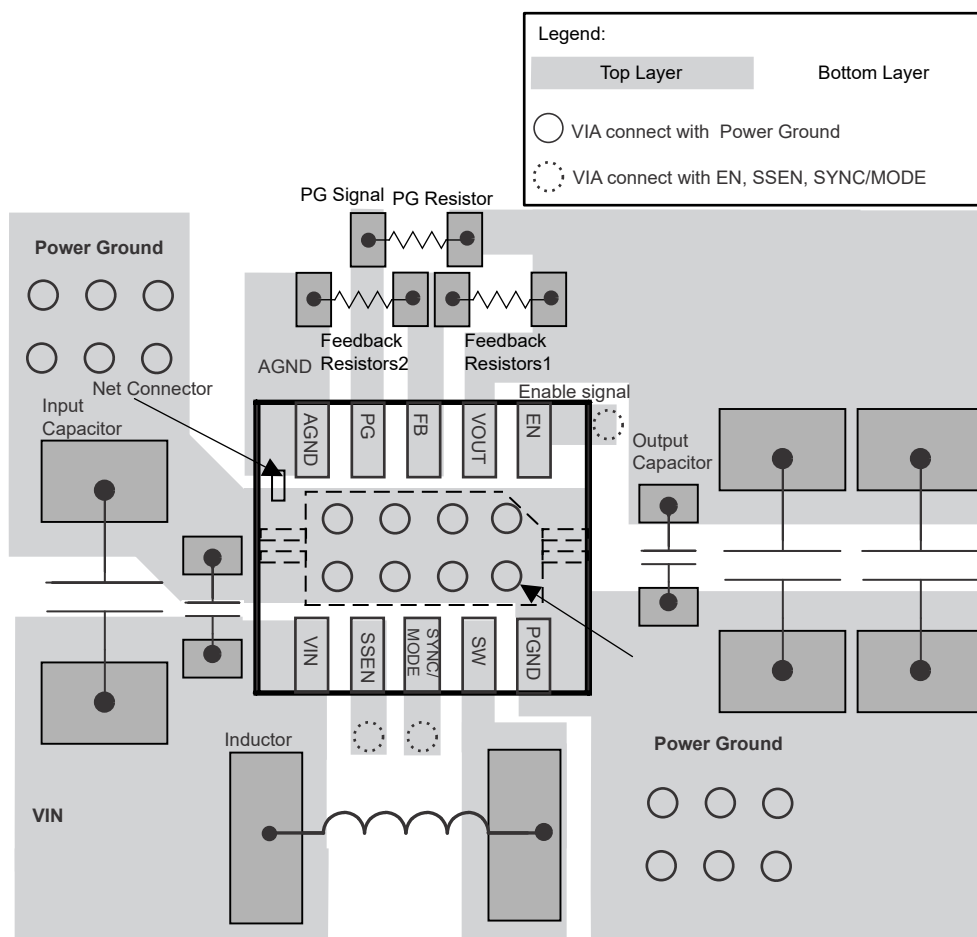 Legend:
Top Layer
Bottom Layer
VIA connect with Power Ground
VIA connect with EN, SSEN, SYNC/MODE
PG Signal
PG Resistor
Power Ground
Feedback
Resistors2
Feedback
Resistors1
AGND
Net Connector
Enable signal
Input
Capacitor
Output
Capacitor
AGND
PG
FB
VOUT
EN
VIN
SSEN
SYNC/
MODE
SW
PGND
Inductor
Power Ground
VIN